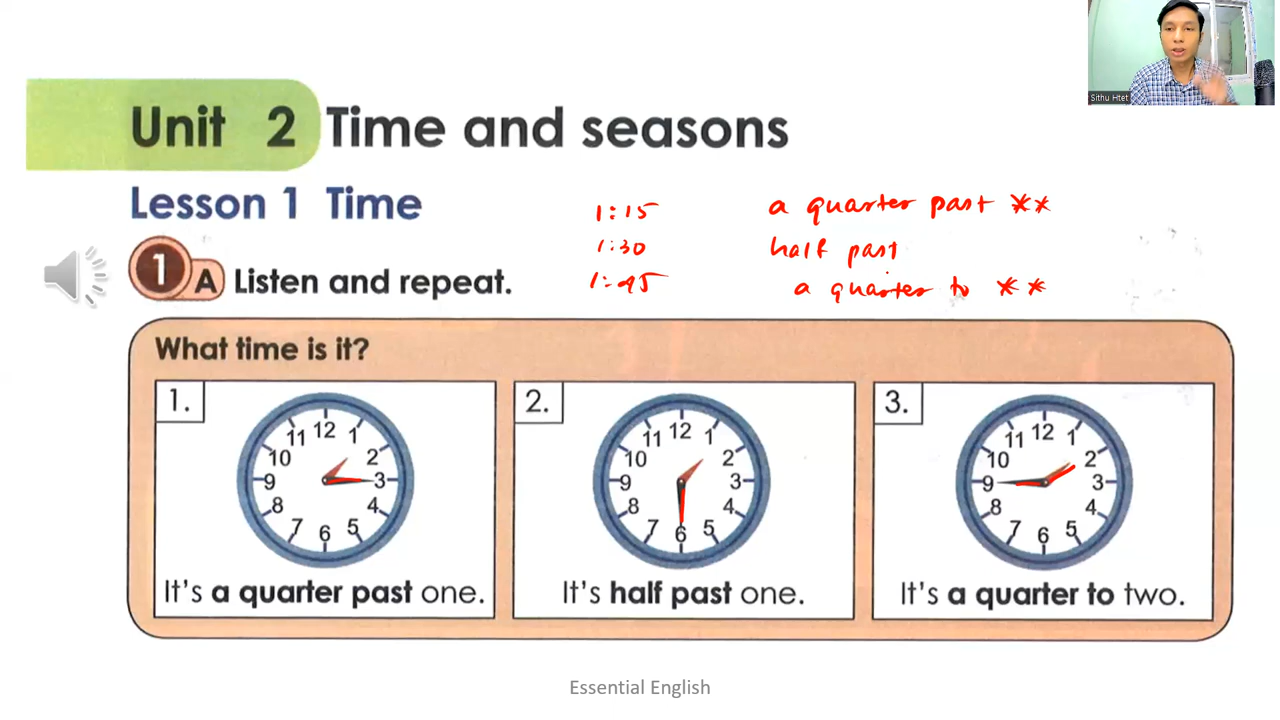 Sithu Htet
Unit 2 Time and seasons
Lesson 1 Time
1:15 a quarter past **
1:30 half past
1:45 a quarter to **
1 A Listen and repeat.
What time is it?
1.
2.
3.
12 1 2 3 4 5 6 7 8 9 10 11
12 1 2 3 4 5 6 7 8 9 10 11
12 1 2 3 4 5 6 7 8 9 10 11
It's a quarter past one.
It's half past one.
It's a quarter to two.
Essential English